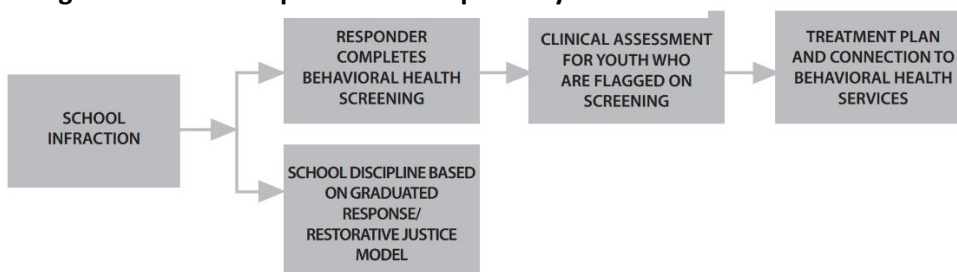 SCHOOL
INFRACTION
RESPONDER
COMPLETES
BEHAVIORAL HEALTH
SCREENING
CLINICAL ASSESSMENT
FOR YOUTH WHO
ARE FLAGGED ON
SCREENING
TREATMENT PLAN
AND CONNECTION TO
BEHAVIORAL HEALTH
SERVICES
SCHOOL DISCIPLINE BASED
ON GRADUATED
RESPONSE/
RESTORATIVE JUSTICE
MODEL